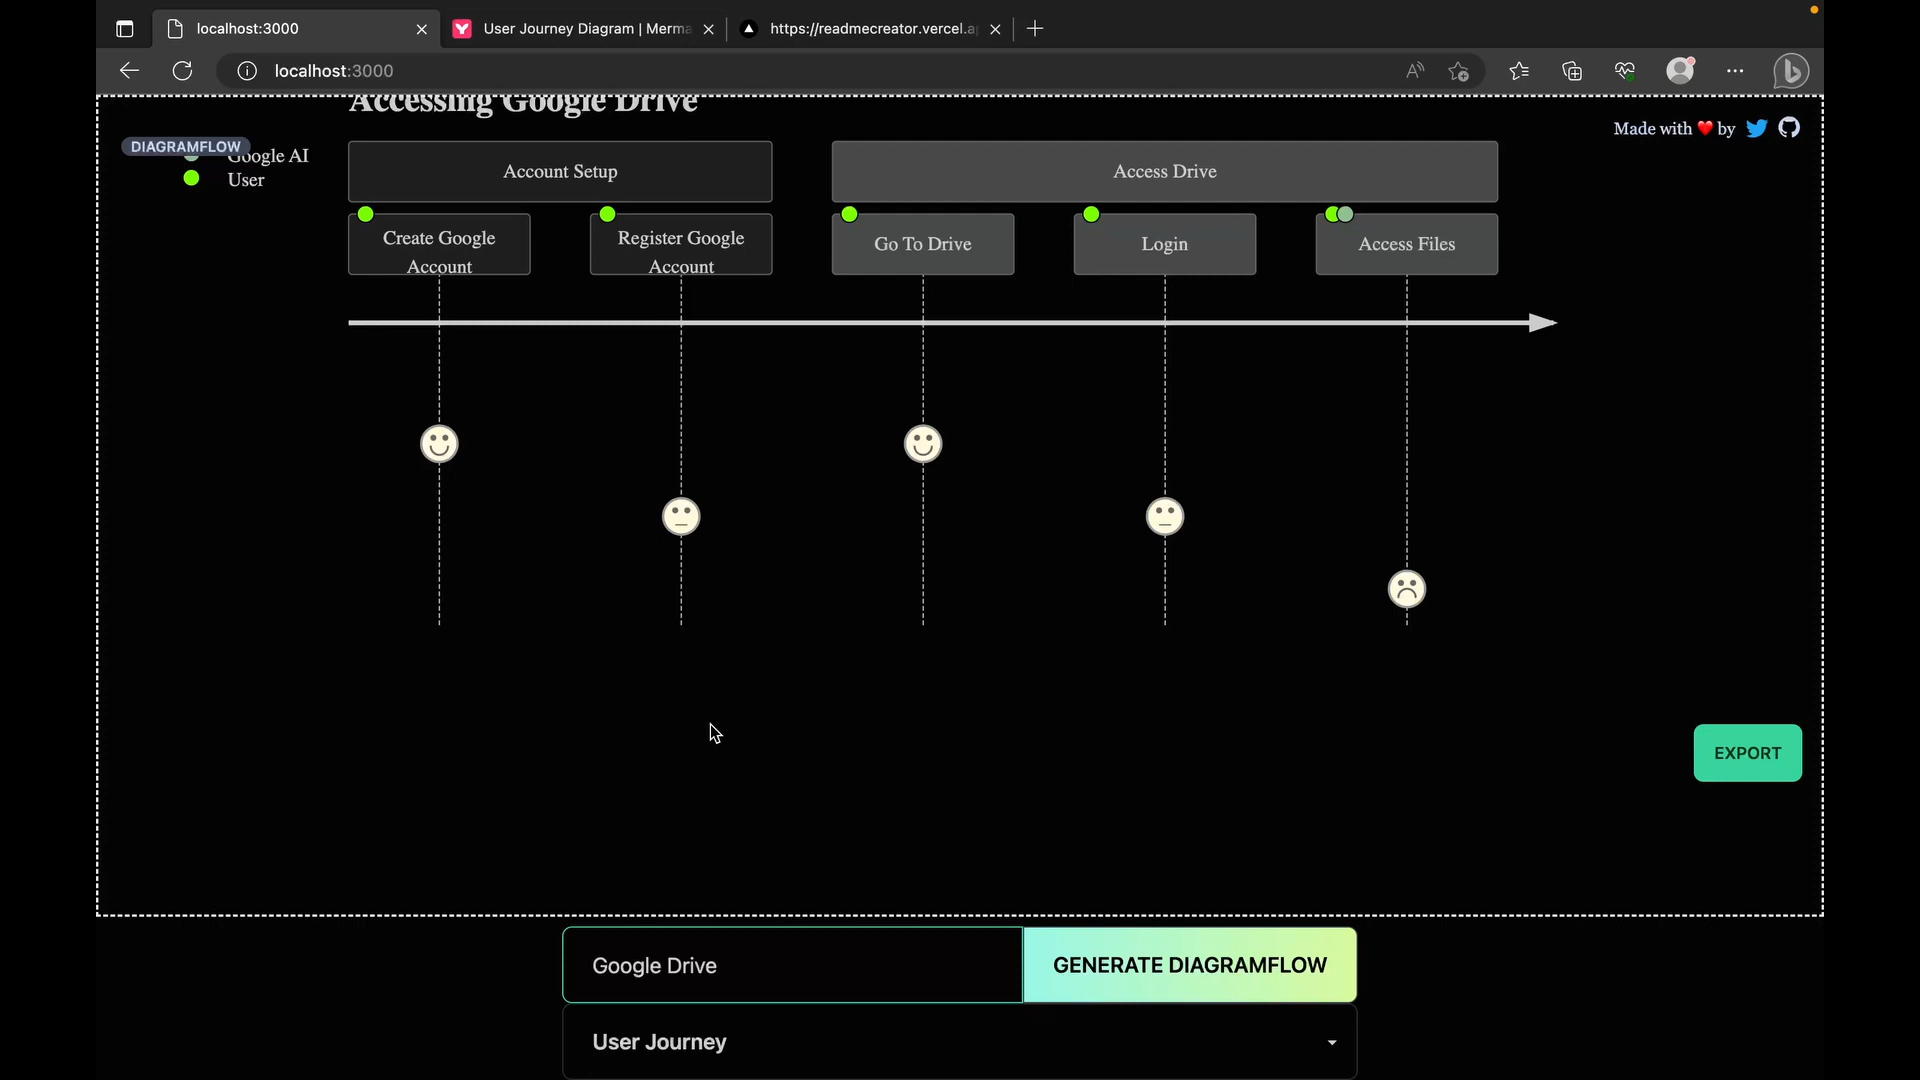 localhost:3000
User Journey Diagram | Merma
https://readmecreator.vercel.a
localhost:3000
Accessing Google Drive
Made with ❤️ by
DIAGRAMFLOW
Google AI
User
Account Setup
Access Drive
Create Google
Account
Register Google
Account
Go To Drive
Login
Access Files
EXPORT
Google Drive
GENERATE DIAGRAMFLOW
User Journey